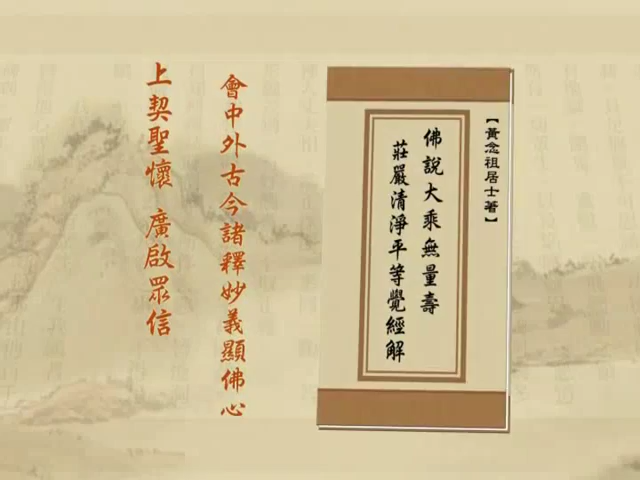 【黃念祖居士著】
佛說大乘無量壽
莊嚴清淨平等覺經解
會中外古今諸釋妙義顯佛心
上契聖懷 廣啟眾信